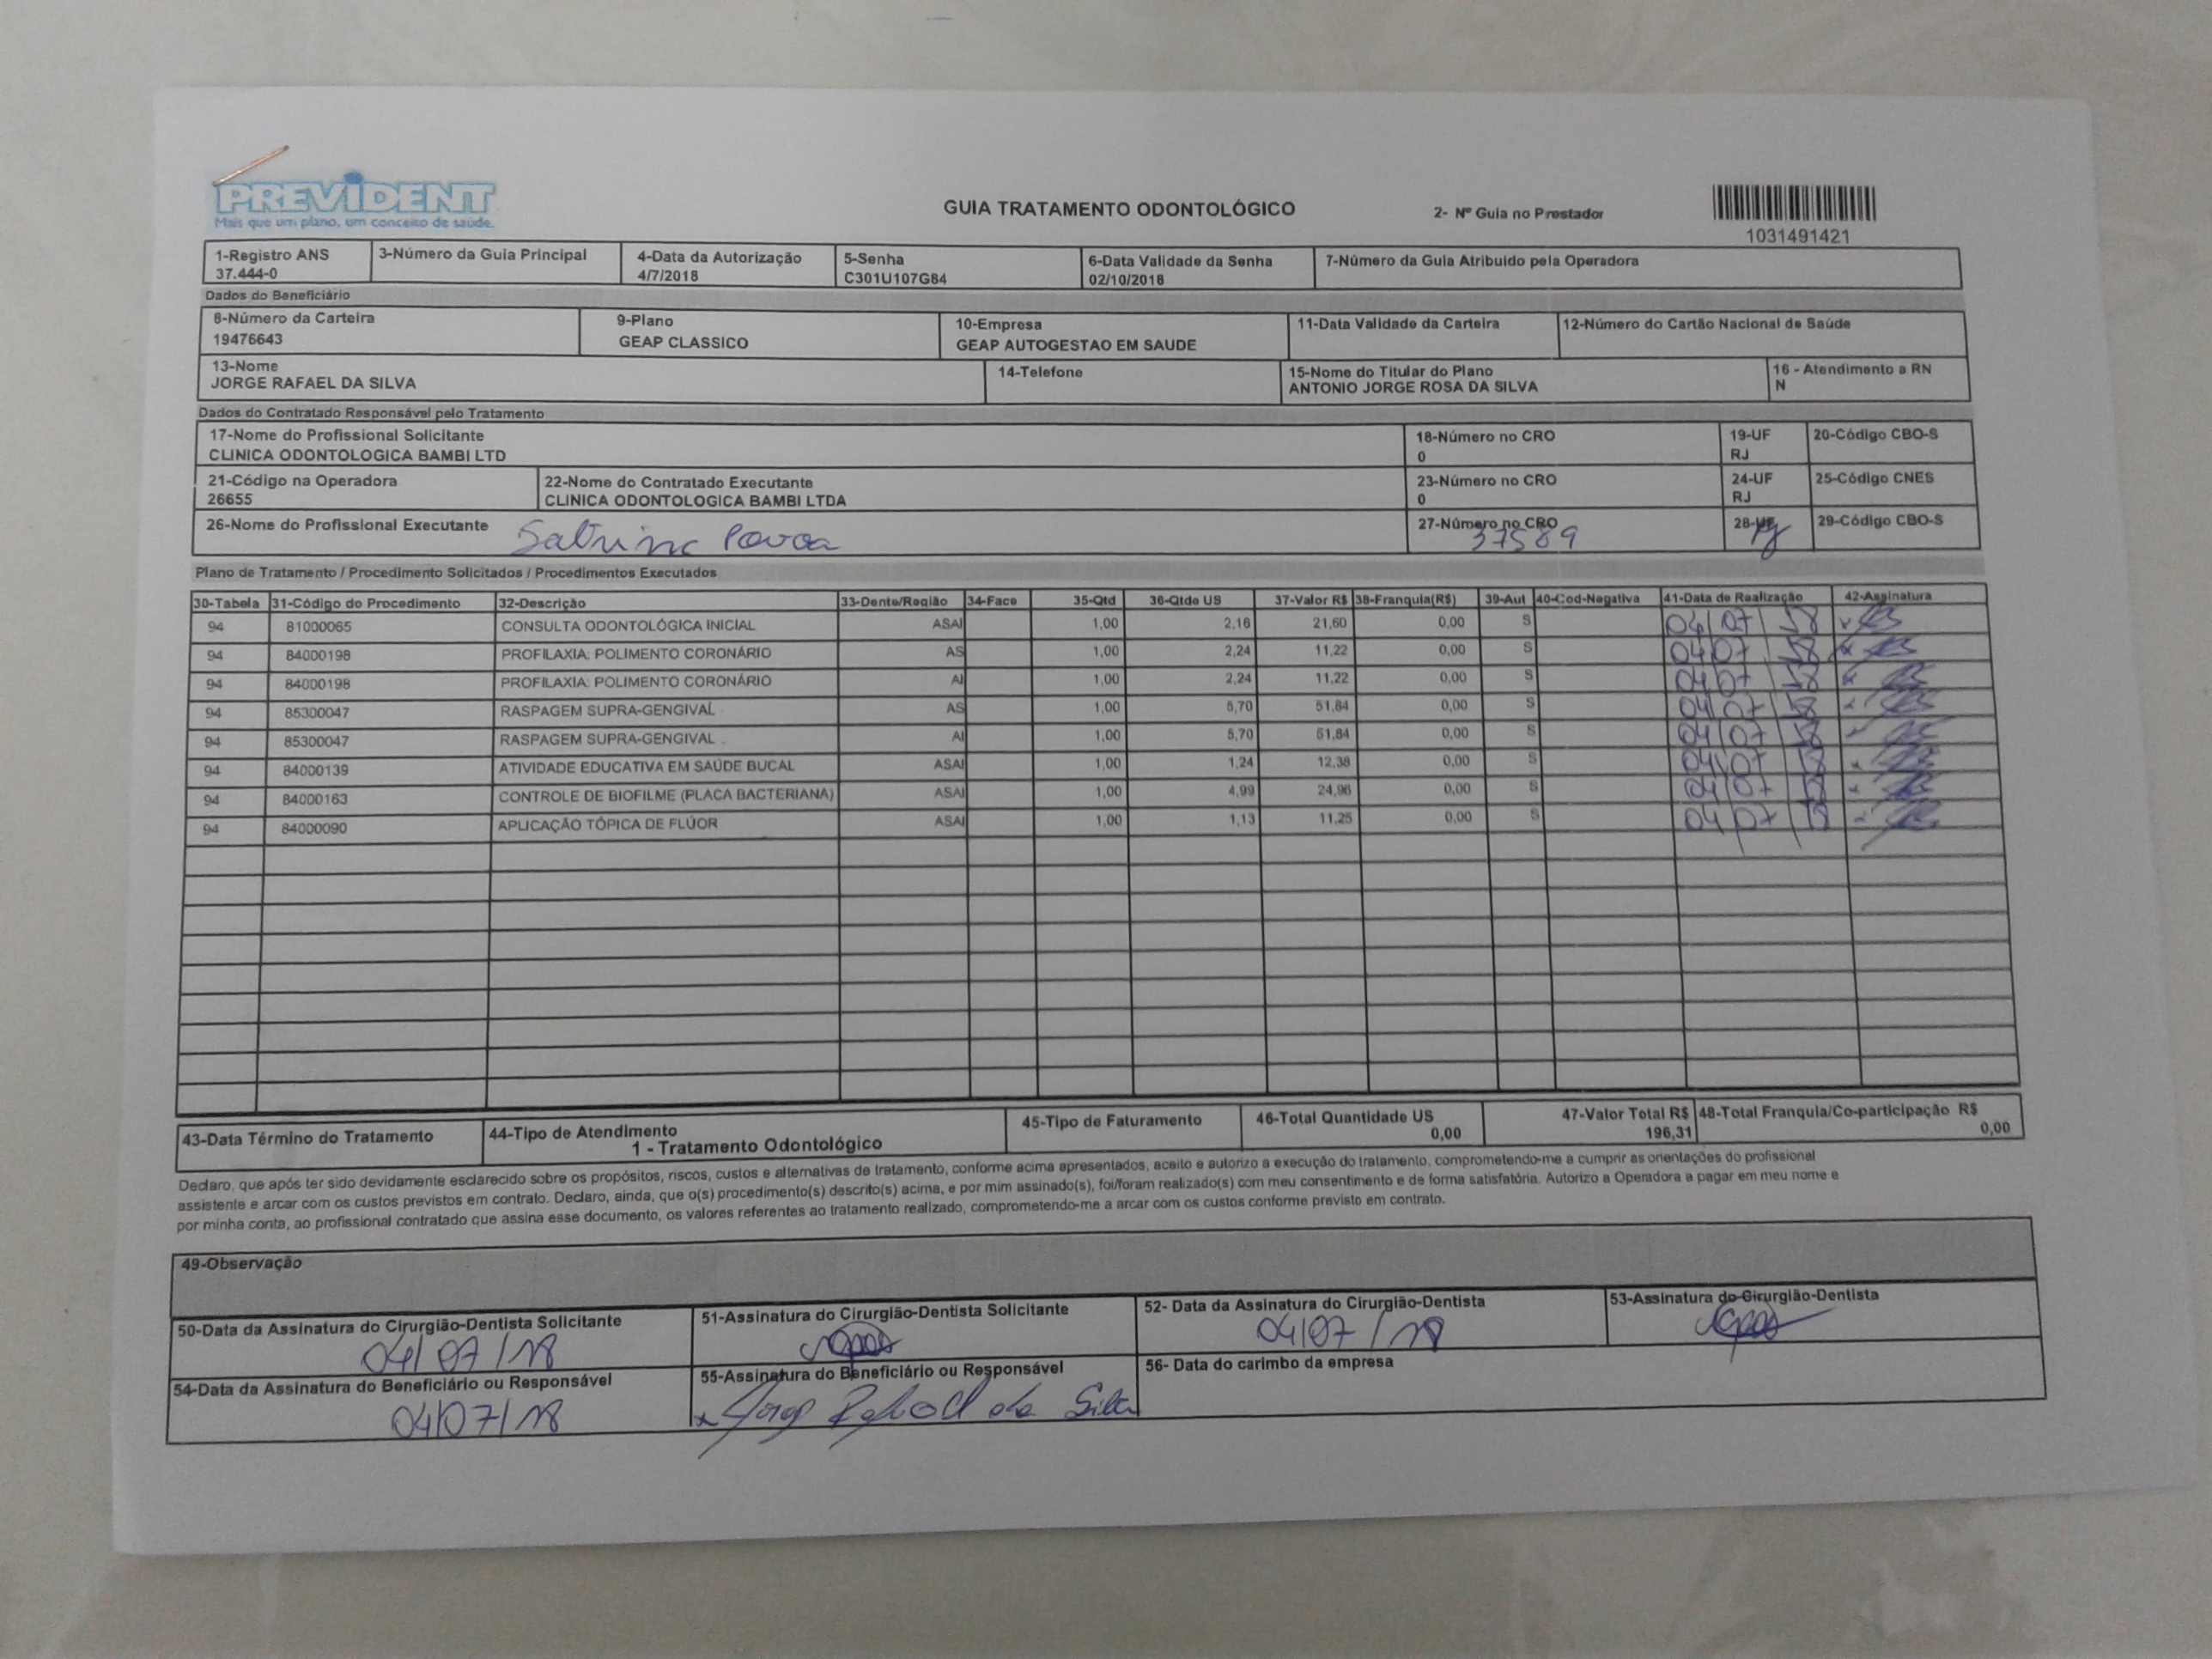 PREVIDENT
Mais que um plano, um conceito de saúde.
GUIA TRATAMENTO ODONTOLÓGICO
2- Nº Guia no Prestador
1031491421
1-Registro ANS 3-Número da Guia Principal 4-Data da Autorização 5-Senha 6-Data Validade da Senha 7-Número da Guia Atribuido pela Operadora
37.444-0 4/7/2018 C301U107G84 02/10/2018
Dados do Beneficiário
8-Número da Carteira 9-Plano 10-Empresa 11-Data Validade da Carteira 12-Número do Cartão Nacional de Saúde
19476643 GEAP CLASSICO GEAP AUTOGESTAO EM SAUDE
13-Nome 14-Telefone 15-Nome do Titular do Plano 16 - Atendimento a RN
JORGE RAFAEL DA SILVA ANTONIO JORGE ROSA DA SILVA N
Dados do Contratado Responsável pelo Tratamento
17-Nome do Profissional Solicitante 18-Número no CRO 19-UF 20-Código CBO-S
CLINICA ODONTOLOGICA BAMBI LTD 0 RJ
21-Código na Operadora 22-Nome do Contratado Executante 23-Número no CRO 24-UF 25-Código CNES
26655 CLINICA ODONTOLOGICA BAMBI LTDA 0 RJ
26-Nome do Profissional Executante 27-Número no CRO 28-UF 29-Código CBO-S
Sabrina Povoa 37589 RJ
Plano de Tratamento / Procedimento Solicitados / Procedimentos Executados
30-Tabela 31-Código do Procedimento 32-Descrição 33-Dente/Região 34-Face 35-Qtd 36-Qtde US 37-Valor R$ 38-Franquia(R$) 39-Aut 40-Cod-Negativa 41-Data de Realização 42-Assinatura
94 81000065 CONSULTA ODONTOLÓGICA INICIAL ASAI 1,00 2,16 21,60 0,00 S 04/07/18
94 84000198 PROFILAXIA: POLIMENTO CORONÁRIO AS 1,00 2,24 11,22 0,00 S 04/07/18
94 84000198 PROFILAXIA: POLIMENTO CORONÁRIO AI 1,00 2,24 11,22 0,00 S 04/07/18
94 85300047 RASPAGEM SUPRA-GENGIVAL AS 1,00 5,70 51,84 0,00 S 04/07/18
94 85300047 RASPAGEM SUPRA-GENGIVAL AI 1,00 5,70 51,84 0,00 S 04/07/18
94 84000139 ATIVIDADE EDUCATIVA EM SAÚDE BUCAL ASAI 1,00 1,24 12,38 0,00 S 04/07/18
94 84000163 CONTROLE DE BIOFILME (PLACA BACTERIANA) ASAI 1,00 4,99 24,96 0,00 S 04/07/18
94 84000090 APLICAÇÃO TÓPICA DE FLÚOR ASAI 1,00 1,13 11,25 0,00 S 04/07/18
43-Data Término do Tratamento 44-Tipo de Atendimento 45-Tipo de Faturamento 46-Total Quantidade US 47-Valor Total R$ 48-Total Franquia/Co-participação R$
1 - Tratamento Odontológico 0,00 196,31 0,00
Declaro, que após ter sido devidamente esclarecido sobre os propósitos, riscos, custos e alternativas de tratamento, conforme acima apresentados, aceito e autorizo a execução do tratamento, comprometendo-me a cumprir as orientações do profissional
assistente e arcar com os custos previstos em contrato. Declaro, ainda, que o(s) procedimento(s) descrito(s) acima, e por mim assinado(s), foi/foram realizado(s) com meu consentimento e de forma satisfatória. Autorizo a Operadora a pagar em meu nome e
por minha conta, ao profissional contratado que assina esse documento, os valores referentes ao tratamento realizado, comprometendo-me a arcar com os custos conforme previsto em contrato.
49-Observação
50-Data da Assinatura do Cirurgião-Dentista Solicitante 51-Assinatura do Cirurgião-Dentista Solicitante 52- Data da Assinatura do Cirurgião-Dentista 53-Assinatura do Cirurgião-Dentista
04/07/18 04/07/18
54-Data da Assinatura do Beneficiário ou Responsável 55-Assinatura do Beneficiário ou Responsável 56- Data do carimbo da empresa
04/07/18 x Jorge Rafael da Silva